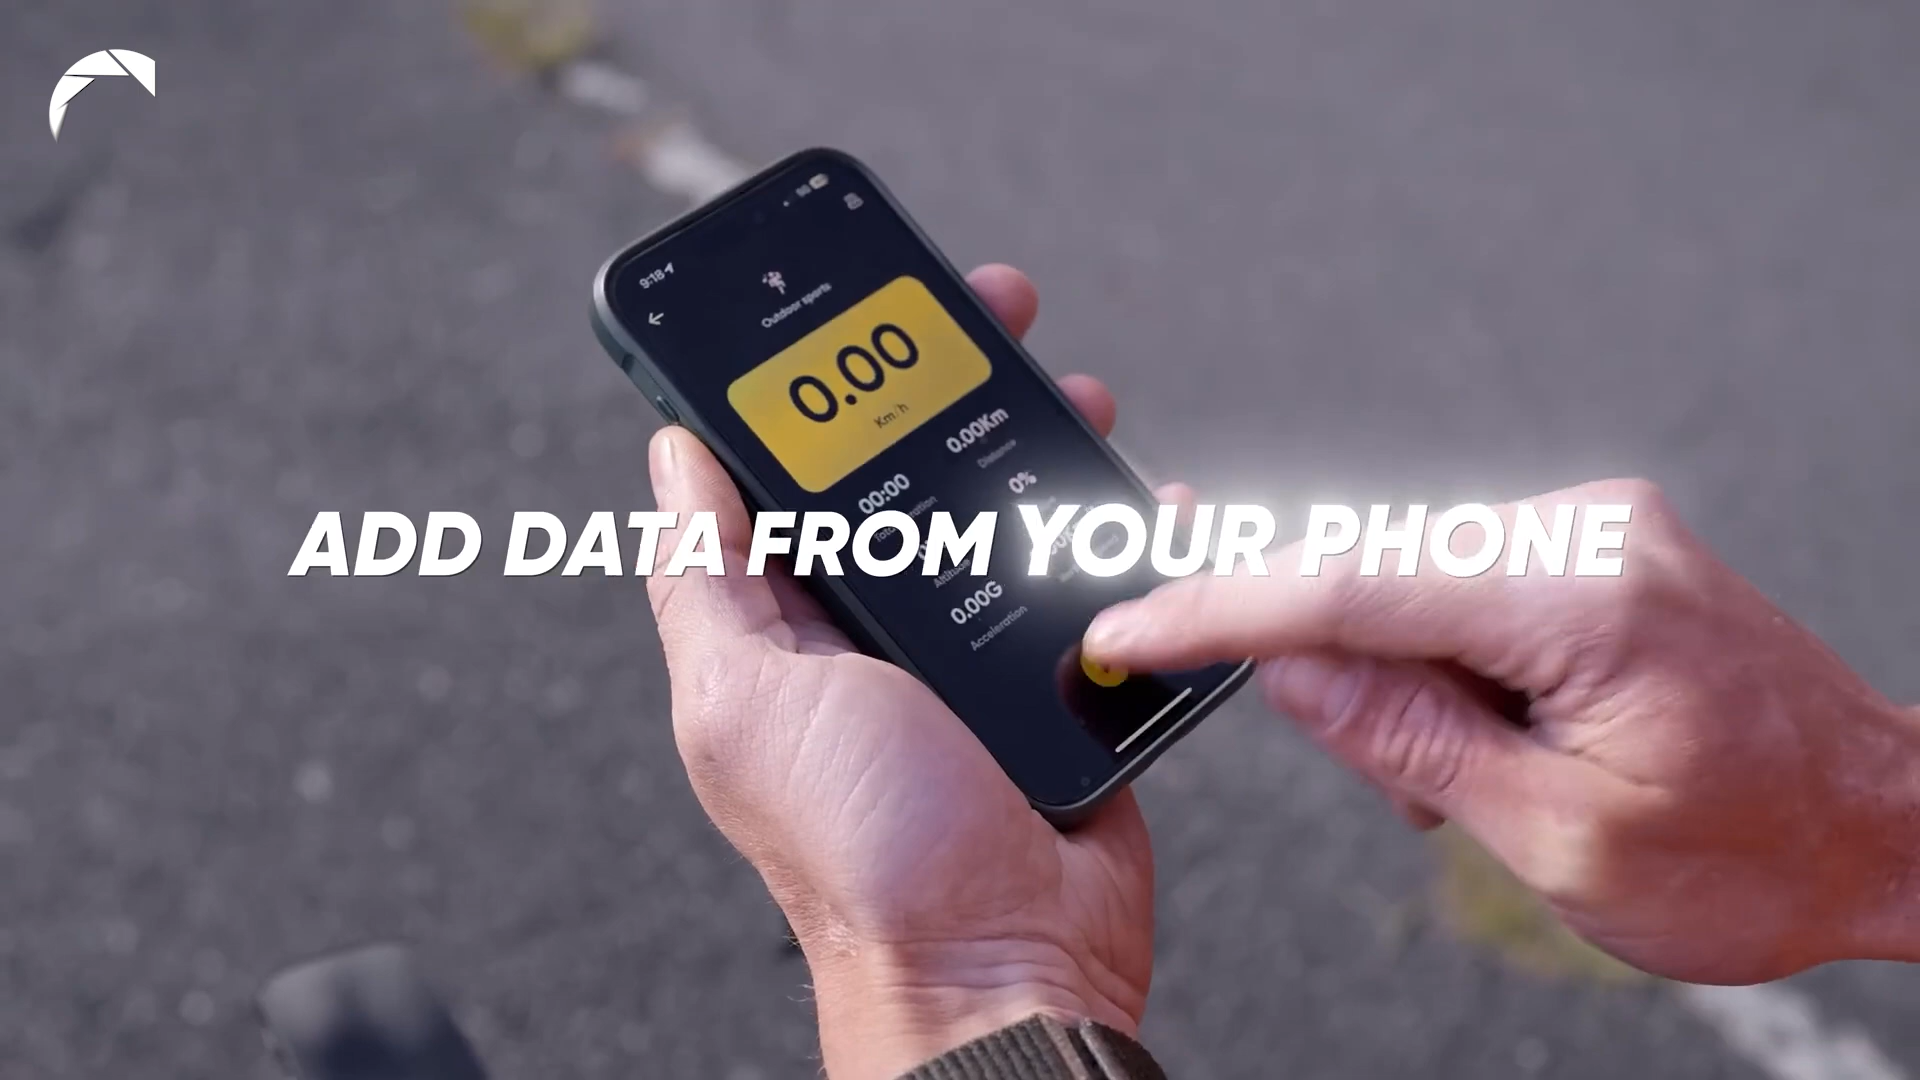 9:18
5G
Outdoor sports
0.00
Km/h
00:00
0.00Km
Distance
0%
ADD DATA FROM YOUR PHONE
0.00G
Acceleration